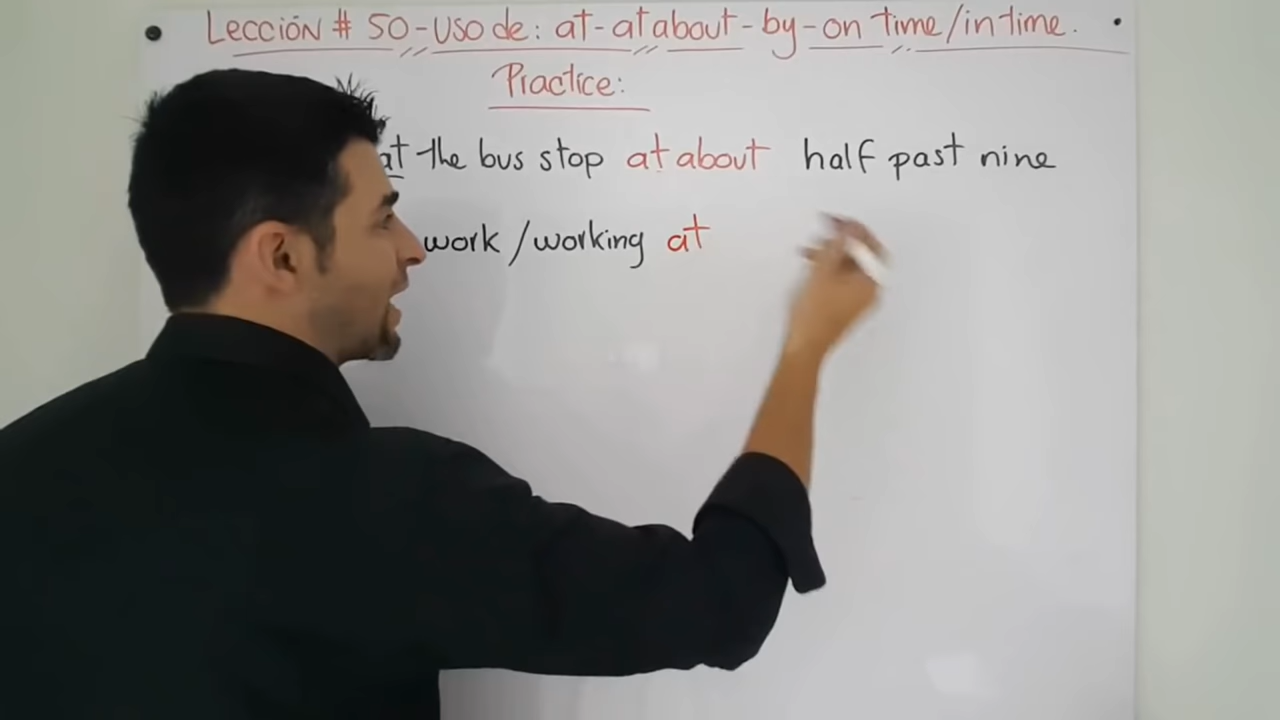 Lección # 50-Uso de: at-at about-by-on time/in time.
Practice:
at the bus stop at about half past nine
work/working at